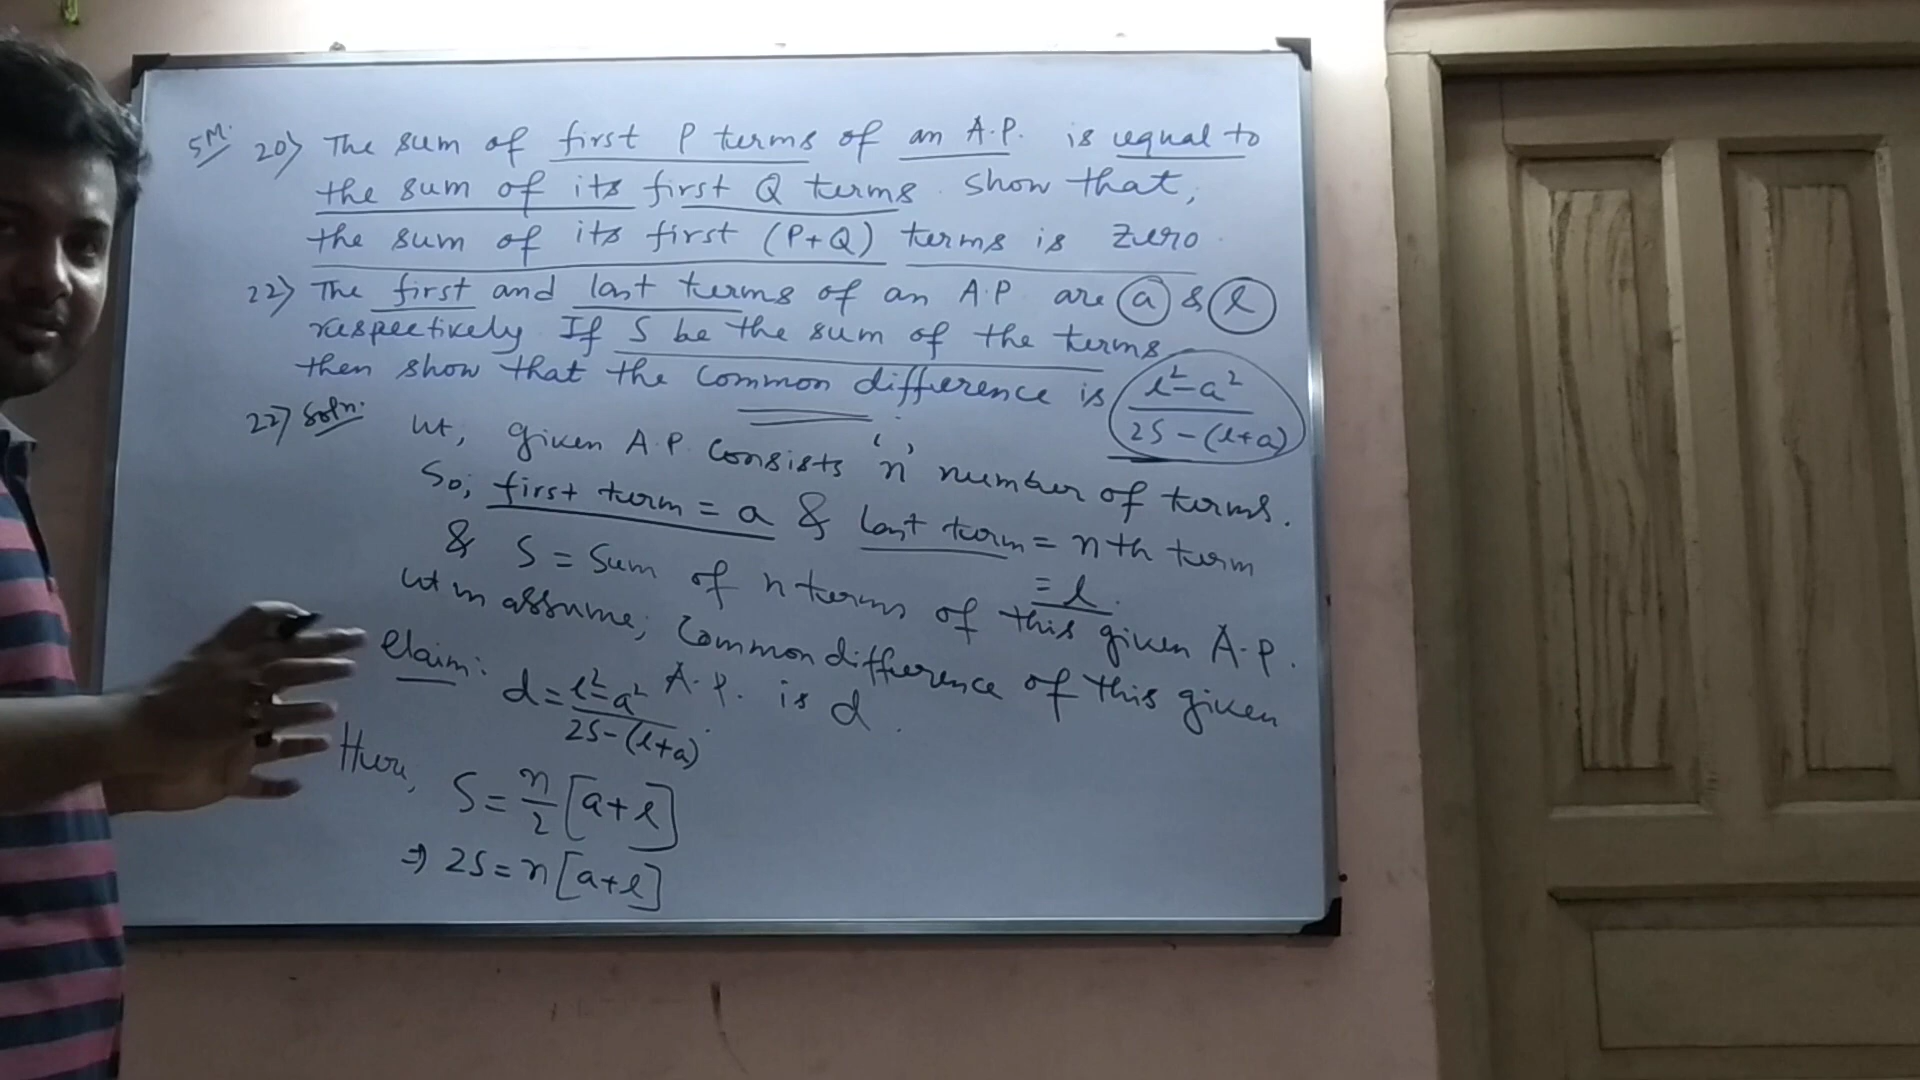 5M. 20) The sum of first P terms of an A.P. is equal to
the sum of its first Q terms. Show that,
the sum of its first (P+Q) terms is zero.
22) The first and last terms of an A.P are a & l
respectively If S be the sum of the terms
then show that the common difference is l²-a² / 2S-(l+a)
22) Soln. Let, given A.P. consists 'n' number of terms.
So, first term = a & last term = nth term
= l.
& S = Sum of n terms of this given A.P.
Let us assume, Common difference of this given
A.P. is d.
Claim: d = l²-a² / 2S-(l+a).
Here, S = n/2 [a+l]
⇒ 2S = n[a+l]